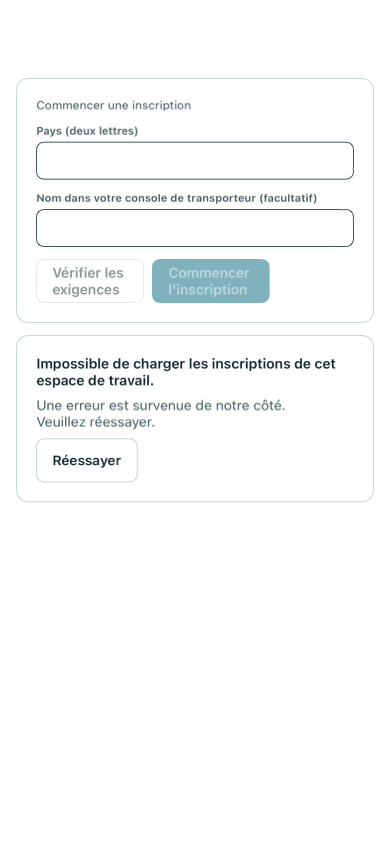 Commencer une inscription
Pays (deux lettres)
Nom dans votre console de transporteur (facultatif)
Vérifier les
exigences
Commencer
l'inscription
Impossible de charger les inscriptions de cet
espace de travail.
Une erreur est survenue de notre côté.
Veuillez réessayer.
Réessayer